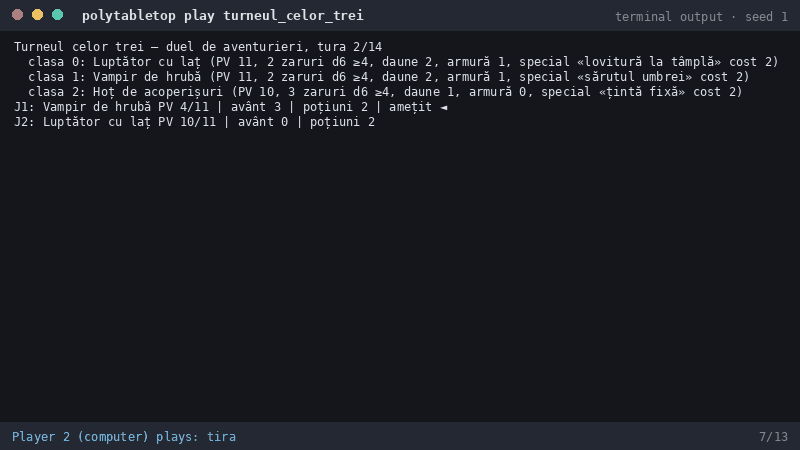 polytabletop play turneul_celor_trei
terminal output · seed 1
Turneul celor trei — duel de aventurieri, tura 2/14
clasa 0: Luptător cu laț (PV 11, 2 zaruri d6 ≥4, daune 2, armură 1, special «lovitură la tâmplă» cost 2)
clasa 1: Vampir de hrubă (PV 11, 2 zaruri d6 ≥4, daune 2, armură 1, special «sărutul umbrei» cost 2)
clasa 2: Hoț de acoperișuri (PV 10, 3 zaruri d6 ≥4, daune 1, armură 0, special «țintă fixă» cost 2)
J1: Vampir de hrubă PV 4/11 | avânt 3 | poțiuni 2 | amețit ◄
J2: Luptător cu laț PV 10/11 | avânt 0 | poțiuni 2
Player 2 (computer) plays: tira
7/13